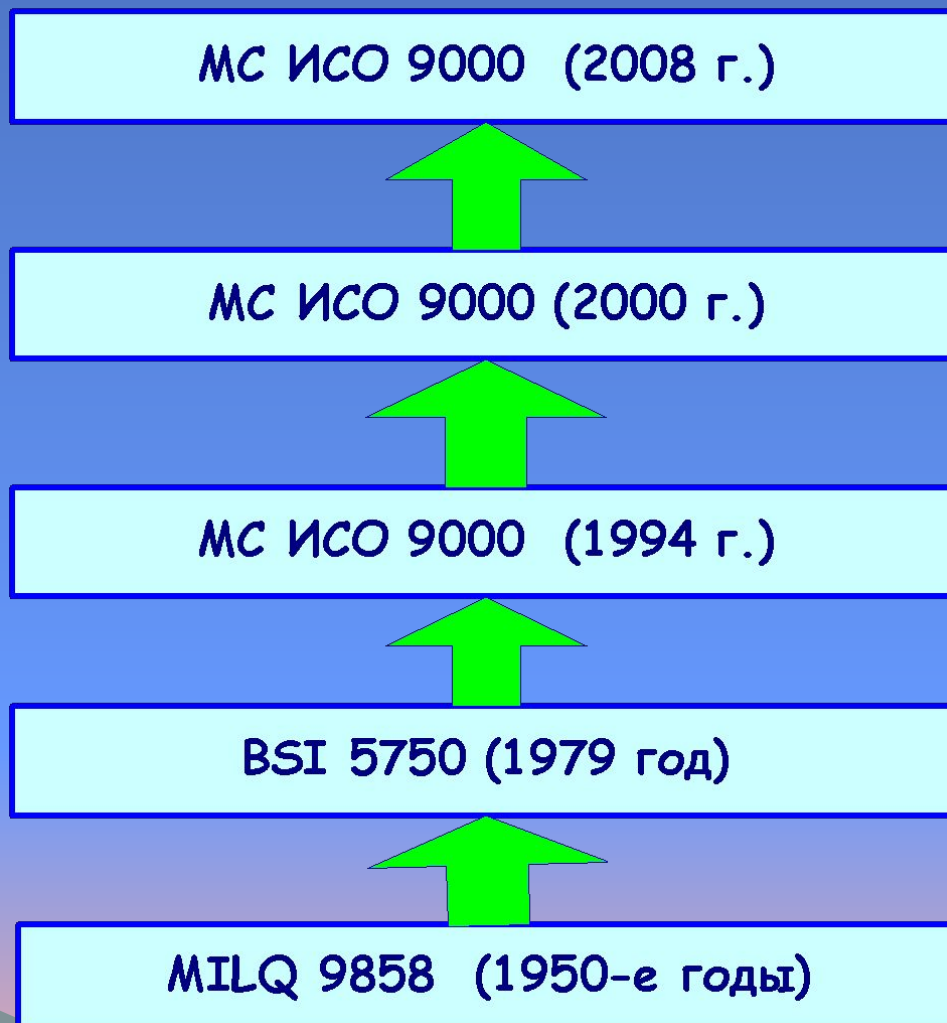 МС ИСО 9000 (2008 г.)
МС ИСО 9000 (2000 г.)
МС ИСО 9000 (1994 г.)
BSI 5750 (1979 год)
MILQ 9858 (1950-е годы)